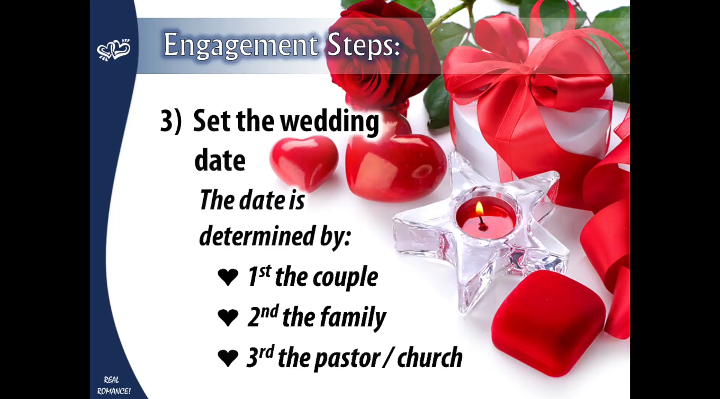 Engagement Steps:
3) Set the wedding
date
The date is
determined by:
♥ 1st the couple
♥ 2nd the family
♥ 3rd the pastor / church
REAL
ROMANCE!